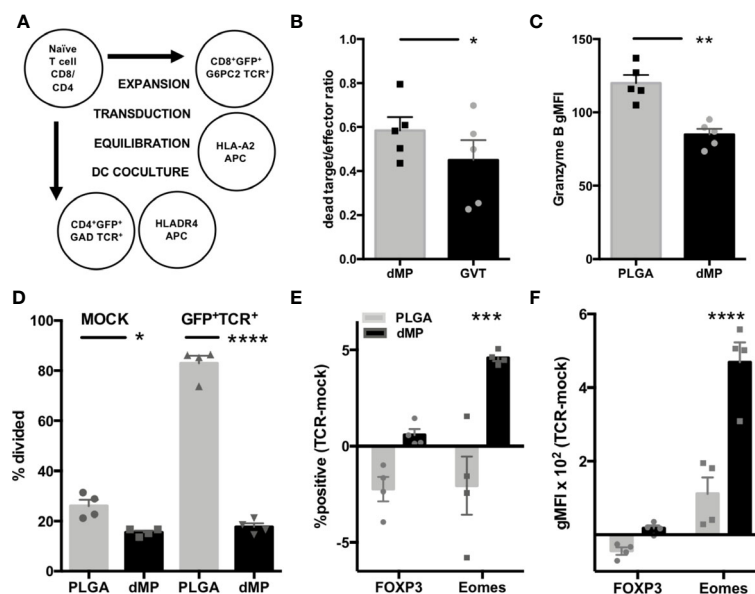 A
Naïve
T cell
CD8/
CD4
CD8⁺GFP⁺
G6PC2 TCR⁺
EXPANSION
TRANSDUCTION
EQUILIBRATION
DC COCULTURE
HLA-A2
APC
CD4⁺GFP⁺
GAD TCR⁺
HLADR4
APC
B
*
dead target/effector ratio
1.0
0.8
0.6
0.4
0.2
0.0
dMP
GVT
C
**
Granzyme B gMFI
150
100
50
0
PLGA
dMP
D
MOCK
GFP⁺TCR⁺
*
****
% divided
100
80
60
40
20
0
PLGA
dMP
PLGA
dMP
E
PLGA
dMP
***
%positive (TCR-mock)
5
0
-5
FOXP3
Eomes
F
****
gMFI x 10² (TCR-mock)
6
4
2
FOXP3
Eomes